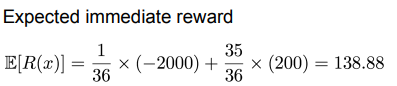 Expected immediate reward
𝔼[R(x)] = 1/36 × (−2000) + 35/36 × (200) = 138.88